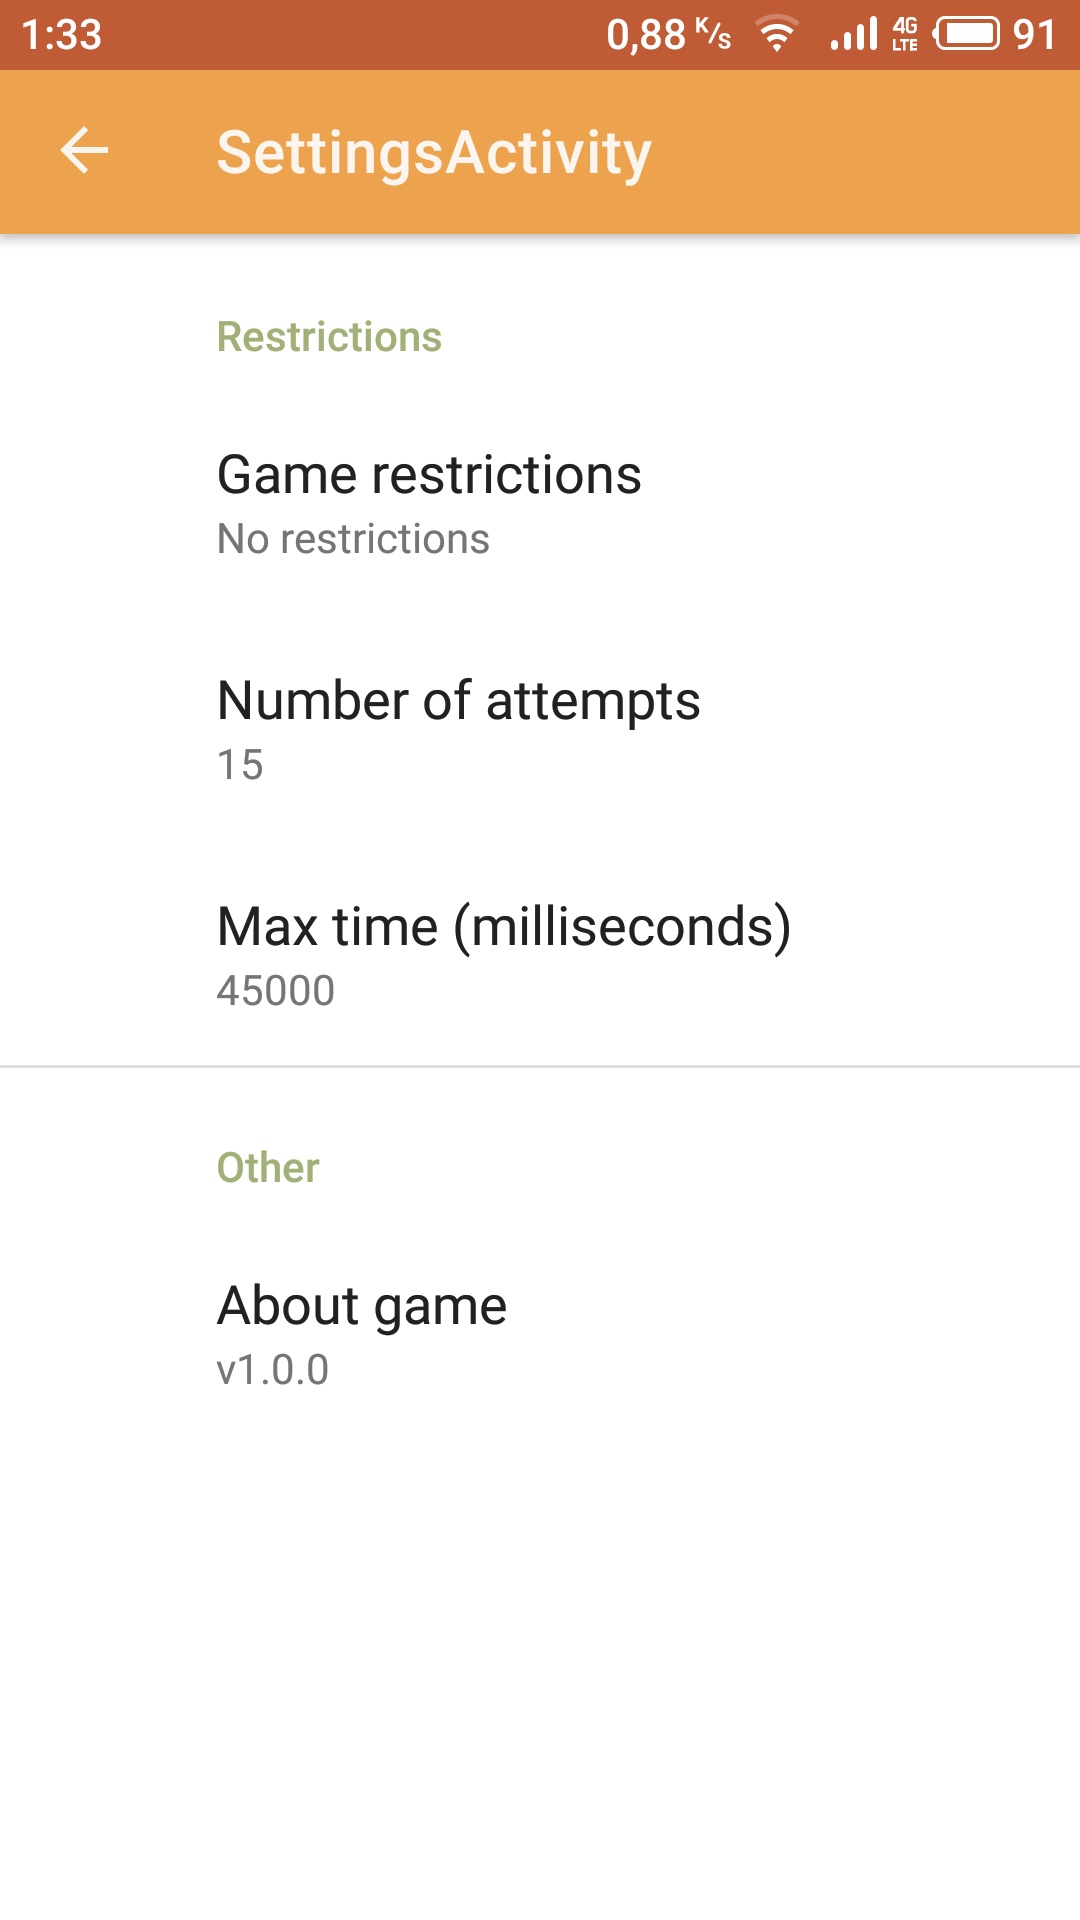 1:33 0,88 K/s 4G LTE 91
SettingsActivity
Restrictions
Game restrictions
No restrictions
Number of attempts
15
Max time (milliseconds)
45000
Other
About game
v1.0.0